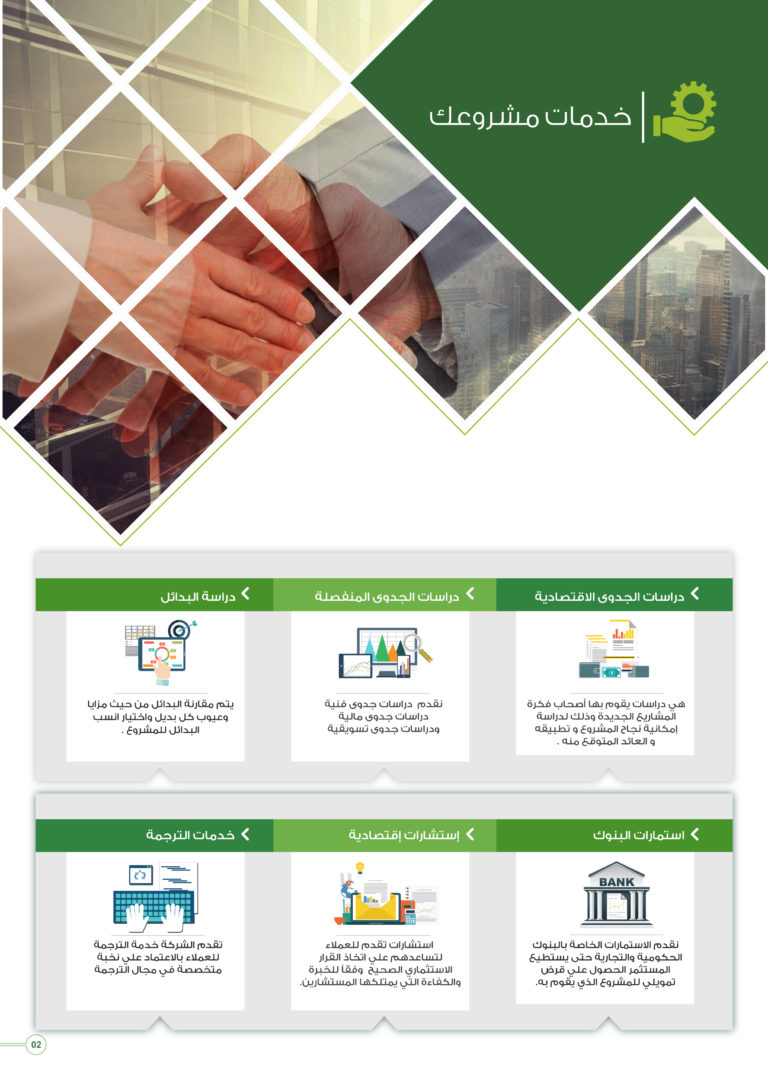 خدمات مشروعك
دراسات الجدوى الاقتصادية
هي دراسات يقوم بها أصحاب فكرة
المشاريع الجديدة وذلك لدراسة
إمكانية نجاح المشروع و تطبيقه
و العائد المتوقع منه .
دراسات الجدوى المنفصلة
نقدم دراسات جدوى فنية
دراسات جدوى مالية
ودراسات جدوى تسويقية
دراسة البدائل
يتم مقارنة البدائل من حيث مزايا
وعيوب كل بديل واختيار انسب
البدائل للمشروع .
استمارات البنوك
BANK
نقدم الاستمارات الخاصة بالبنوك
الحكومية والتجارية حتى يستطيع
المستثمر الحصول علي قرض
تمويلي للمشروع الذي يقوم به.
إستشارات إقتصادية
استشارات تقدم للعملاء
لتساعدهم علي اتخاذ القرار
الاستثماري الصحيح وفقا للخبرة
والكفاءة التي يمتلكها المستشارين.
خدمات الترجمة
تقدم الشركة خدمة الترجمة
للعملاء بالاعتماد علي نخبة
متخصصة في مجال الترجمة
02